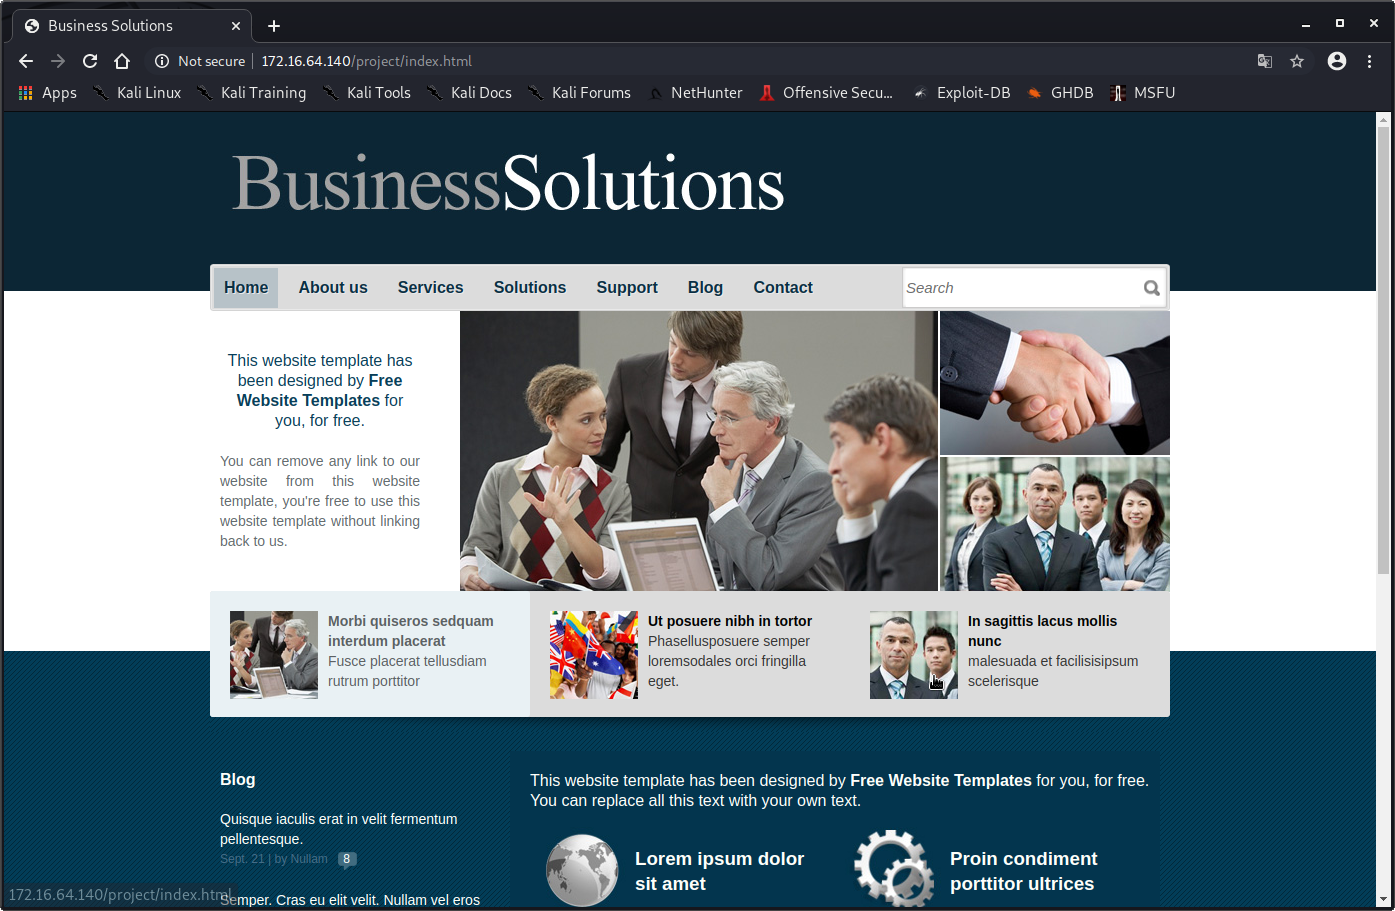 Business Solutions
Not secure 172.16.64.140/project/index.html
Apps Kali Linux Kali Training Kali Tools Kali Docs Kali Forums NetHunter Offensive Secu... Exploit-DB GHDB MSFU
BusinessSolutions
Home About us Services Solutions Support Blog Contact Search
This website template has
been designed by Free
Website Templates for
you, for free.
You can remove any link to our
website from this website
template, you're free to use this
website template without linking
back to us.
Morbi quiseros sedquam
interdum placerat
Fusce placerat tellusdiam
rutrum porttitor
Ut posuere nibh in tortor
Phasellusposuere semper
loremsodales orci fringilla
eget.
In sagittis lacus mollis
nunc
malesuada et facilisisipsum
scelerisque
Blog
Quisque iaculis erat in velit fermentum
pellentesque.
Sept. 21 | by Nullam 8
Semper. Cras eu elit velit. Nullam vel eros
This website template has been designed by Free Website Templates for you, for free.
You can replace all this text with your own text.
Lorem ipsum dolor
sit amet
Proin condiment
porttitor ultrices
172.16.64.140/project/index.html